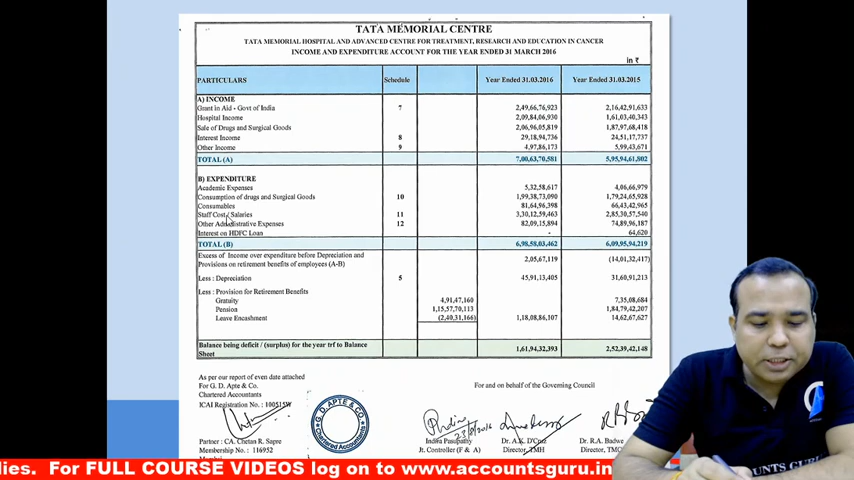 TATA MEMORIAL CENTRE
TATA MEMORIAL HOSPITAL AND ADVANCED CENTRE FOR TREATMENT, RESEARCH AND EDUCATION IN CANCER
INCOME AND EXPENDITURE ACCOUNT FOR THE YEAR ENDED 31 MARCH 2016
in ₹
PARTICULARS Schedule Year Ended 31.03.2016 Year Ended 31.03.2015
A) INCOME
Grant in Aid - Govt of India 7 2,49,66,76,923 2,16,42,91,633
Hospital Income 2,09,84,06,930 1,61,03,40,343
Sale of Drugs and Surgical Goods 2,06,96,05,819 1,87,97,68,418
Interest Income 8 29,18,94,736 24,51,17,737
Other Income 9 4,97,86,173 5,99,43,671
TOTAL (A) 7,00,63,70,581 5,95,94,61,802
B) EXPENDITURE
Academic Expenses 5,32,58,617 4,06,66,979
Consumption of drugs and Surgical Goods 10 1,99,38,73,090 1,79,24,65,928
Consumables 81,64,96,398 66,43,42,965
Staff Cost / Salaries 11 3,30,12,59,463 2,85,30,57,540
Other Administrative Expenses 12 82,09,15,894 74,89,96,187
Interest on HDFC Loan - 64,620
TOTAL (B) 6,98,58,03,462 6,09,95,94,219
Excess of Income over expenditure before Depreciation and
Provisions on retirement benefits of employees (A-B) 2,05,67,119 (14,01,32,417)
Less : Depreciation 5 45,91,13,405 31,60,91,213
Less : Provision for Retirement Benefits
Gratuity 4,91,47,160 7,35,08,684
Pension 1,15,57,70,113 1,84,79,42,207
Leave Encashment (2,40,31,166) 1,18,08,86,107 14,62,67,627
Balance being deficit / (surplus) for the year trf to Balance
Sheet 1,61,94,32,393 2,52,39,42,148
As per our report of even date attached
For G. D. Apte & Co. For and on behalf of the Governing Council
Chartered Accountants
ICAI Registration No. : 100515W
G. D. APTE & CO.
Chartered Accountants
23/8/2016
Partner : CA. Chetan R. Sapre Indira Pasupathy Dr. A.K. D'Cruz Dr. R.A. Badwe
Membership No. : 116952 Jt. Controller (F & A) Director, TMH Director, TMC
dies. For FULL COURSE VIDEOS log on to www.accountsguru.in